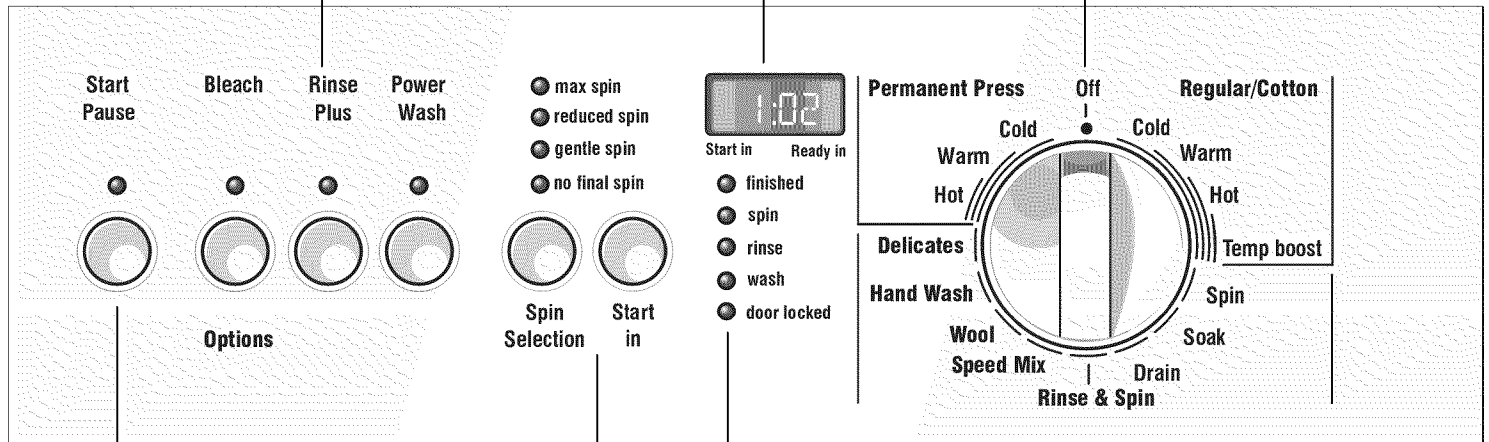 Start
Pause
Bleach
Rinse
Plus
Power
Wash
Options
max spin
reduced spin
gentle spin
no final spin
Spin
Selection
Start
in
1:02
Start in
Ready in
finished
spin
rinse
wash
door locked
Permanent Press
Off
Regular/Cotton
Cold
Warm
Hot
Cold
Warm
Hot
Temp boost
Delicates
Hand Wash
Wool
Speed Mix
Rinse & Spin
Drain
Soak
Spin